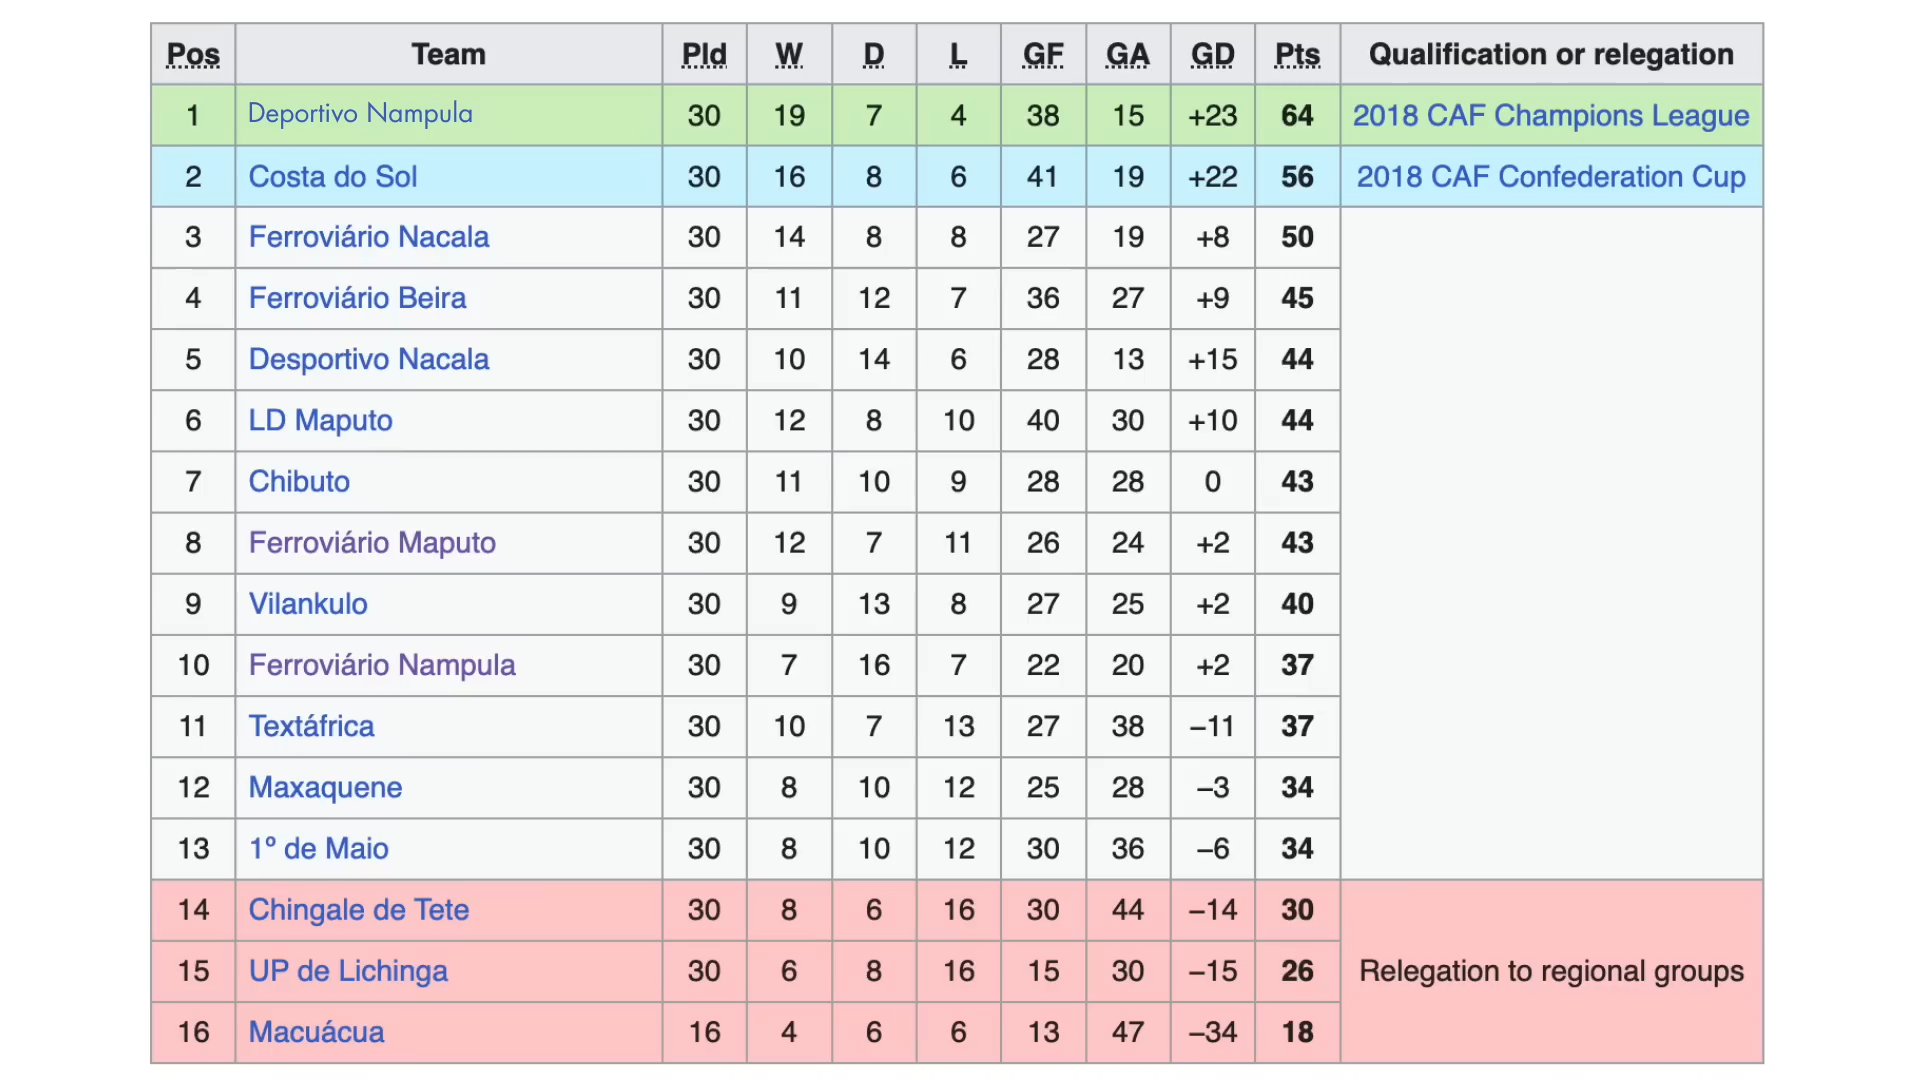 Pos Team Pld W D L GF GA GD Pts Qualification or relegation
1 Deportivo Nampula 30 19 7 4 38 15 +23 64 2018 CAF Champions League
2 Costa do Sol 30 16 8 6 41 19 +22 56 2018 CAF Confederation Cup
3 Ferroviário Nacala 30 14 8 8 27 19 +8 50
4 Ferroviário Beira 30 11 12 7 36 27 +9 45
5 Desportivo Nacala 30 10 14 6 28 13 +15 44
6 LD Maputo 30 12 8 10 40 30 +10 44
7 Chibuto 30 11 10 9 28 28 0 43
8 Ferroviário Maputo 30 12 7 11 26 24 +2 43
9 Vilankulo 30 9 13 8 27 25 +2 40
10 Ferroviário Nampula 30 7 16 7 22 20 +2 37
11 Textáfrica 30 10 7 13 27 38 −11 37
12 Maxaquene 30 8 10 12 25 28 −3 34
13 1º de Maio 30 8 10 12 30 36 −6 34
14 Chingale de Tete 30 8 6 16 30 44 −14 30
15 UP de Lichinga 30 6 8 16 15 30 −15 26 Relegation to regional groups
16 Macuácua 16 4 6 6 13 47 −34 18